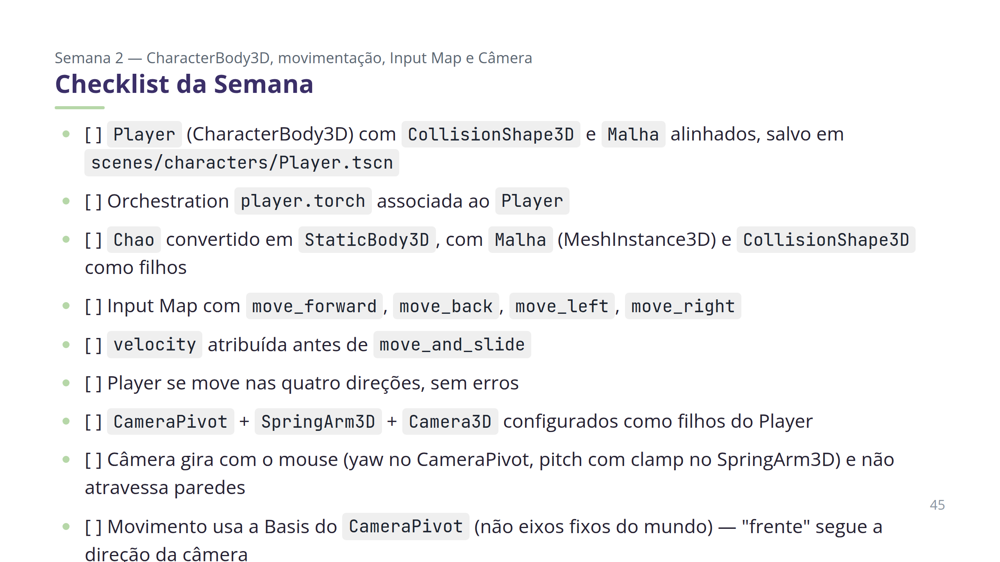 Semana 2 — CharacterBody3D, movimentação, Input Map e Câmera
Checklist da Semana
[ ] Player (CharacterBody3D) com CollisionShape3D e Malha alinhados, salvo em
scenes/characters/Player.tscn
[ ] Orchestration player.torch associada ao Player
[ ] Chao convertido em StaticBody3D, com Malha (MeshInstance3D) e CollisionShape3D
como filhos
[ ] Input Map com move_forward, move_back, move_left, move_right
[ ] velocity atribuída antes de move_and_slide
[ ] Player se move nas quatro direções, sem erros
[ ] CameraPivot + SpringArm3D + Camera3D configurados como filhos do Player
[ ] Câmera gira com o mouse (yaw no CameraPivot, pitch com clamp no SpringArm3D) e não
atravessa paredes
45
[ ] Movimento usa a Basis do CameraPivot (não eixos fixos do mundo) — "frente" segue a
direção da câmera